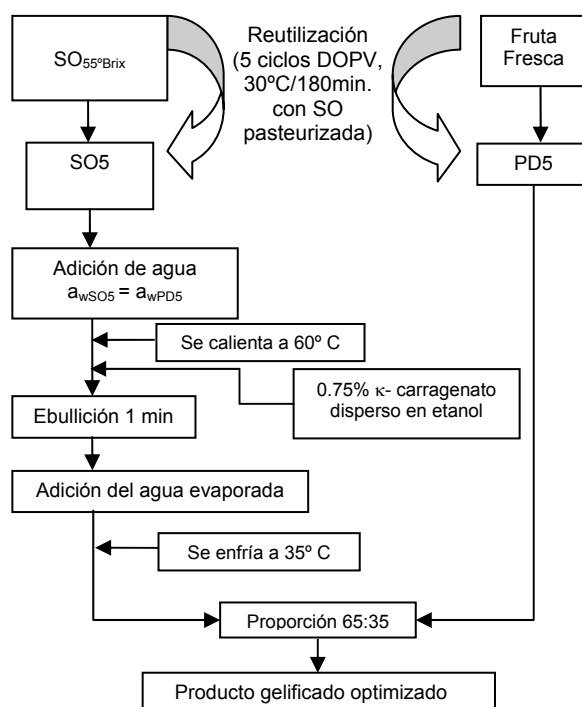 SO55ºBrix
Reutilización
(5 ciclos DOPV,
30ºC/180min.
con SO
pasteurizada)
Fruta
Fresca
SO5
PD5
Adición de agua
awSO5 = awPD5
Se calienta a 60º C
0.75% κ- carragenato
disperso en etanol
Ebullición 1 min
Adición del agua evaporada
Se enfría a 35º C
Proporción 65:35
Producto gelificado optimizado